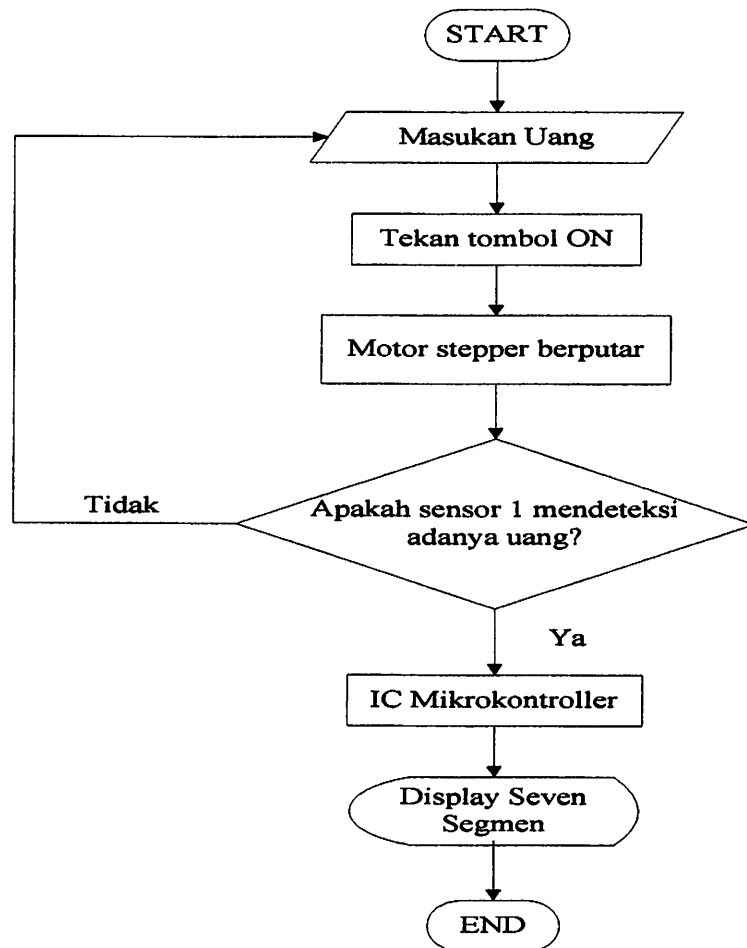 START
Masukan Uang
Tekan tombol ON
Motor stepper berputar
Apakah sensor 1 mendeteksi
adanya uang?
Tidak
Ya
IC Mikrokontroller
Display Seven
Segmen
END